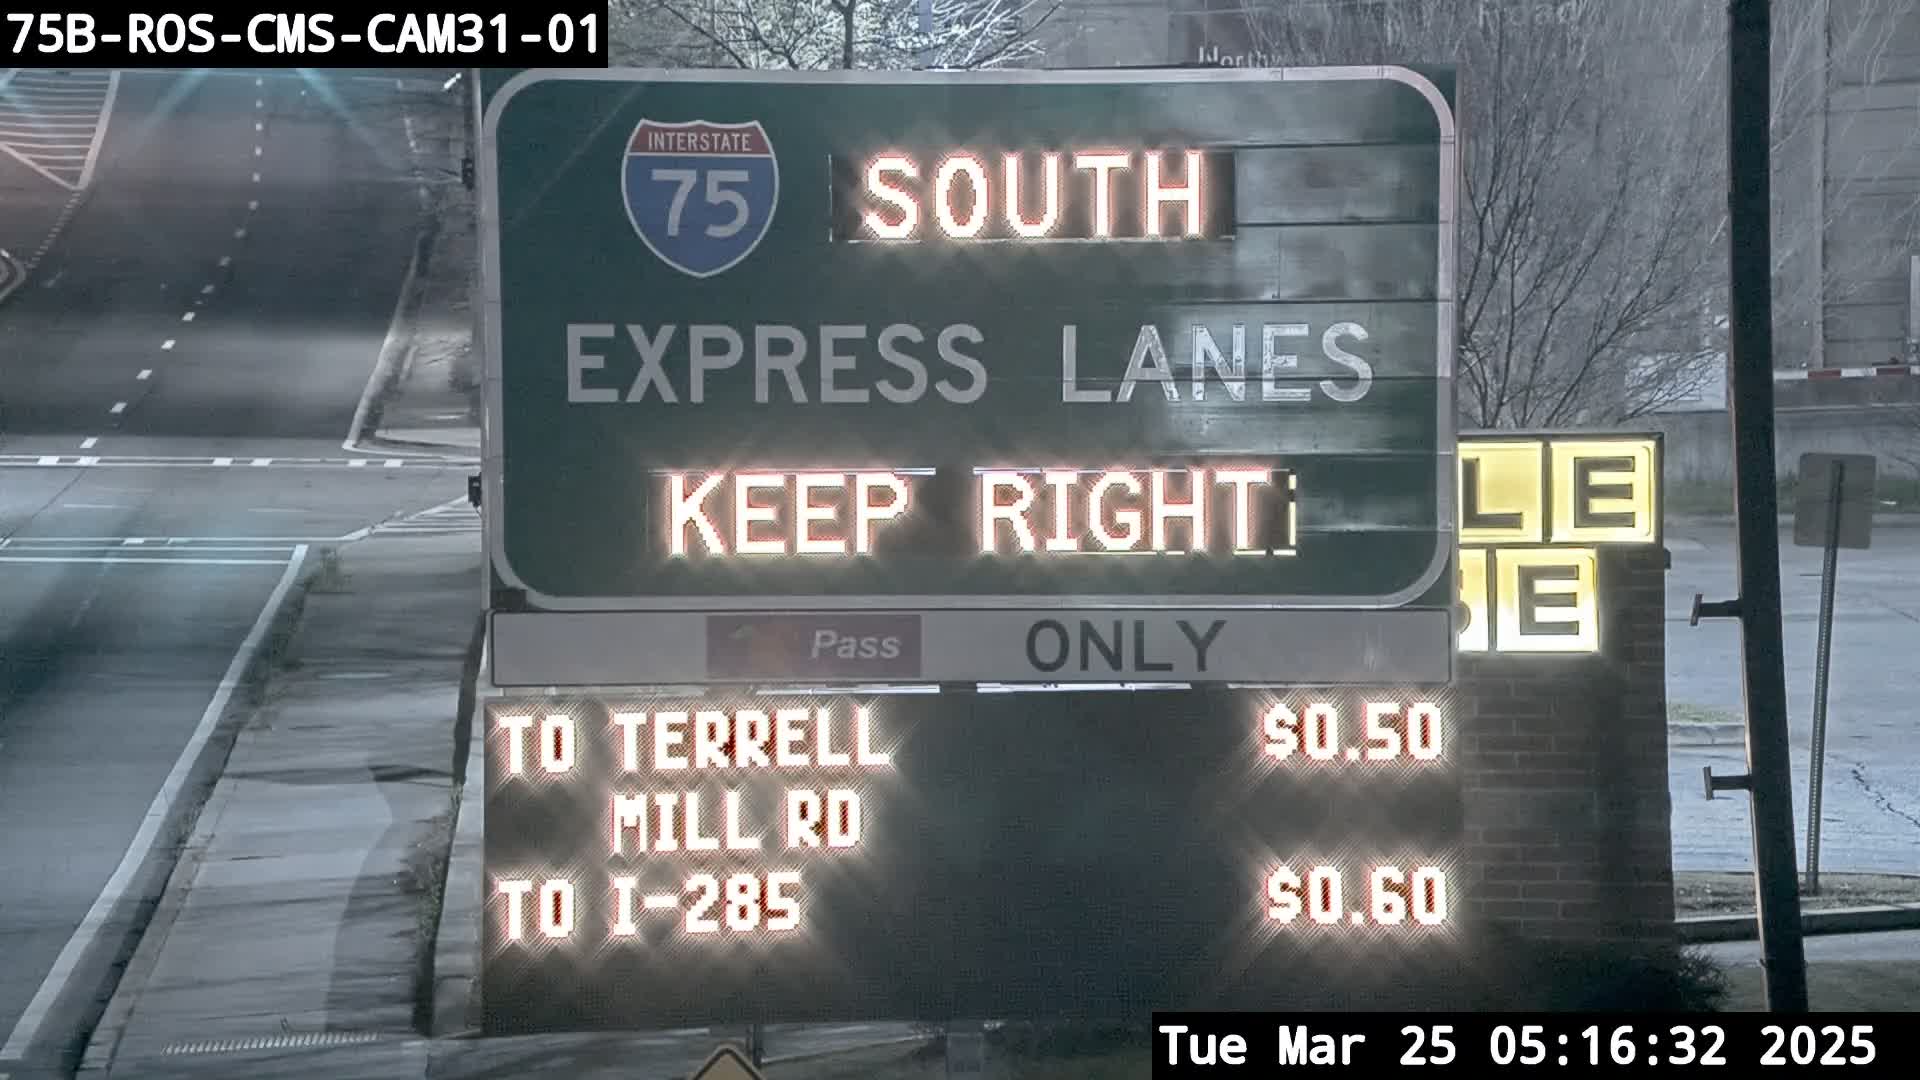 75B-ROS-CMS-CAM31-01
INTERSTATE
75
SOUTH
EXPRESS LANES
KEEP RIGHT
Pass ONLY
LE
E
TO TERRELL $0.50
MILL RD
TO I-285 $0.60
Tue Mar 25 05:16:32 2025